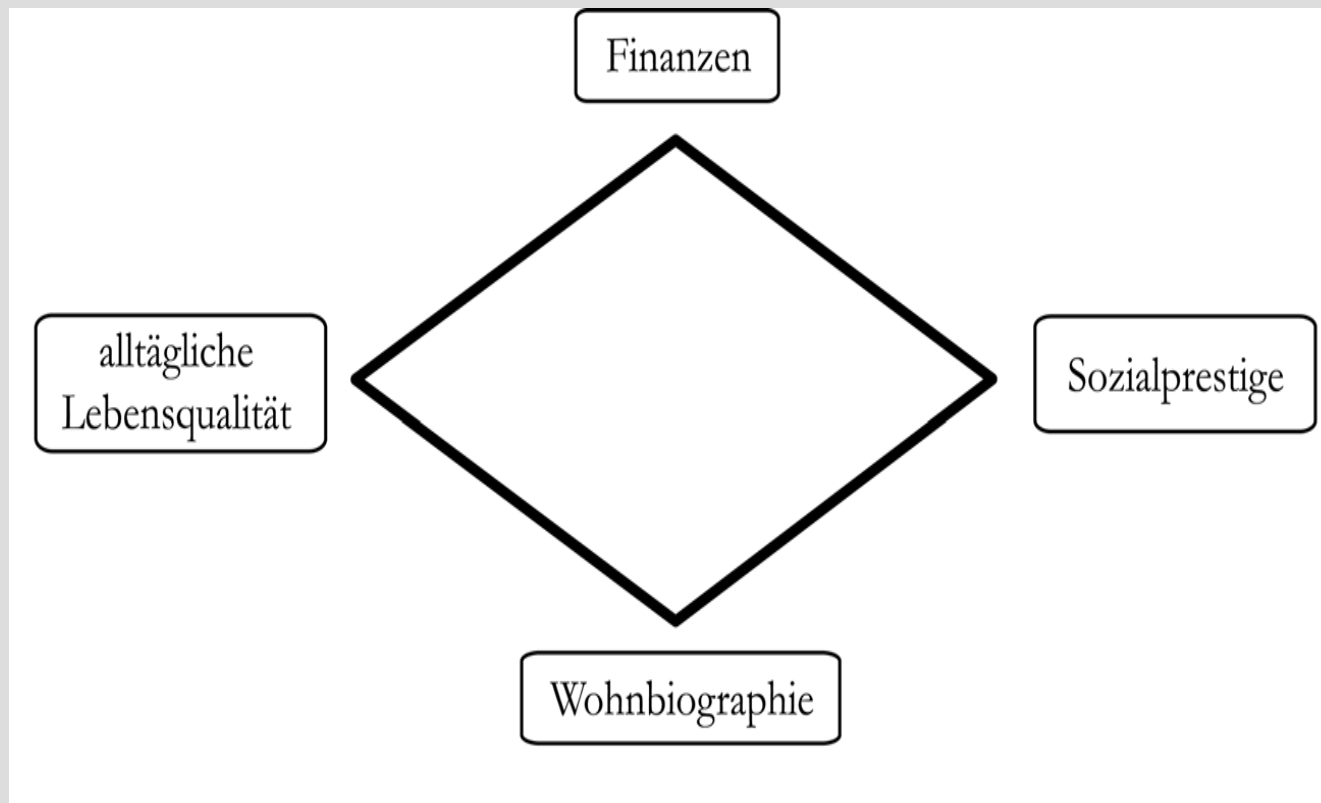 Finanzen
alltägliche
Lebensqualität
Sozialprestige
Wohnbiographie